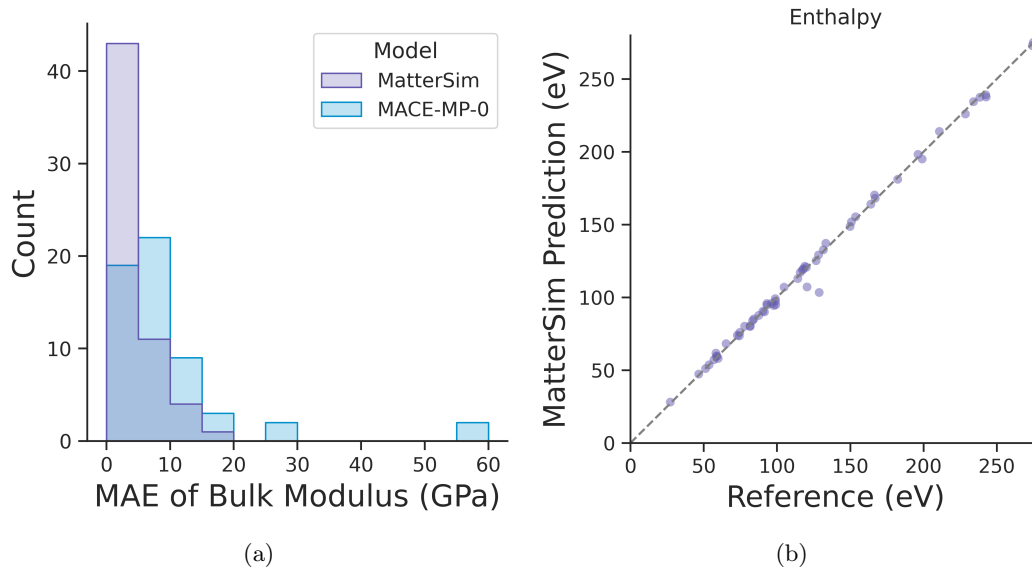 Model
MatterSim
MACE-MP-0
40
30
20
10
0
Count
0 10 20 30 40 50 60
MAE of Bulk Modulus (GPa)
(a)
Enthalpy
250
200
150
100
50
0
MatterSim Prediction (eV)
0 50 100 150 200 250
Reference (eV)
(b)